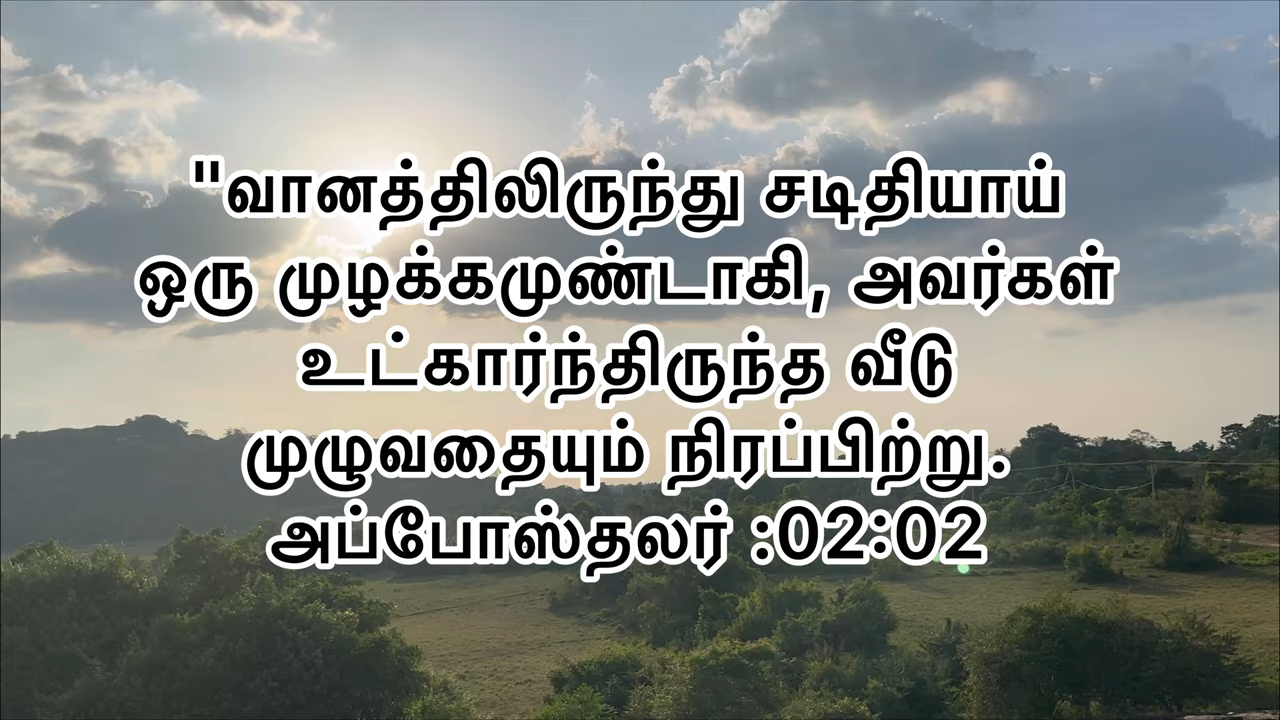 "வானத்திலிருந்து சடிதியாய்
ஒரு முழக்கமுண்டாகி, அவர்கள்
உட்கார்ந்திருந்த வீடு
முழுவதையும் நிரப்பிற்று.
அப்போஸ்தலர் :02:02